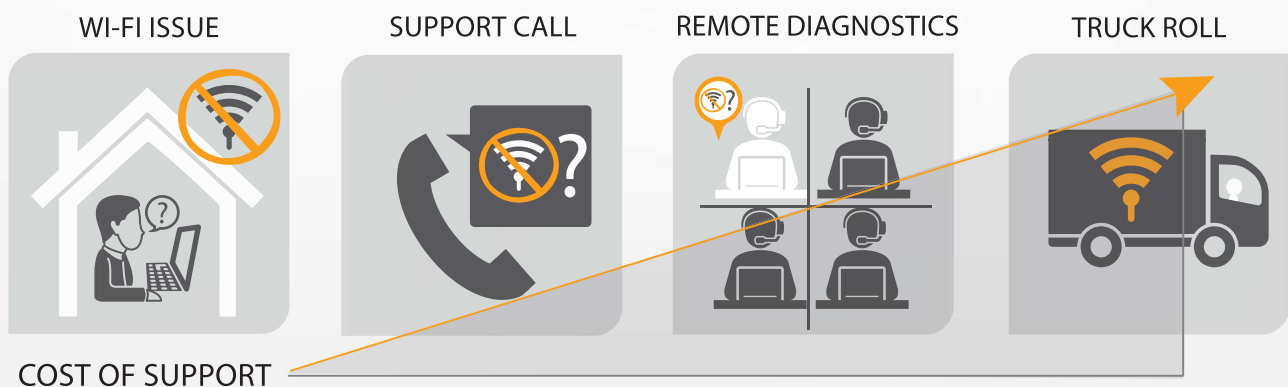 WI-FI ISSUE
SUPPORT CALL
REMOTE DIAGNOSTICS
TRUCK ROLL
?
?
?
COST OF SUPPORT